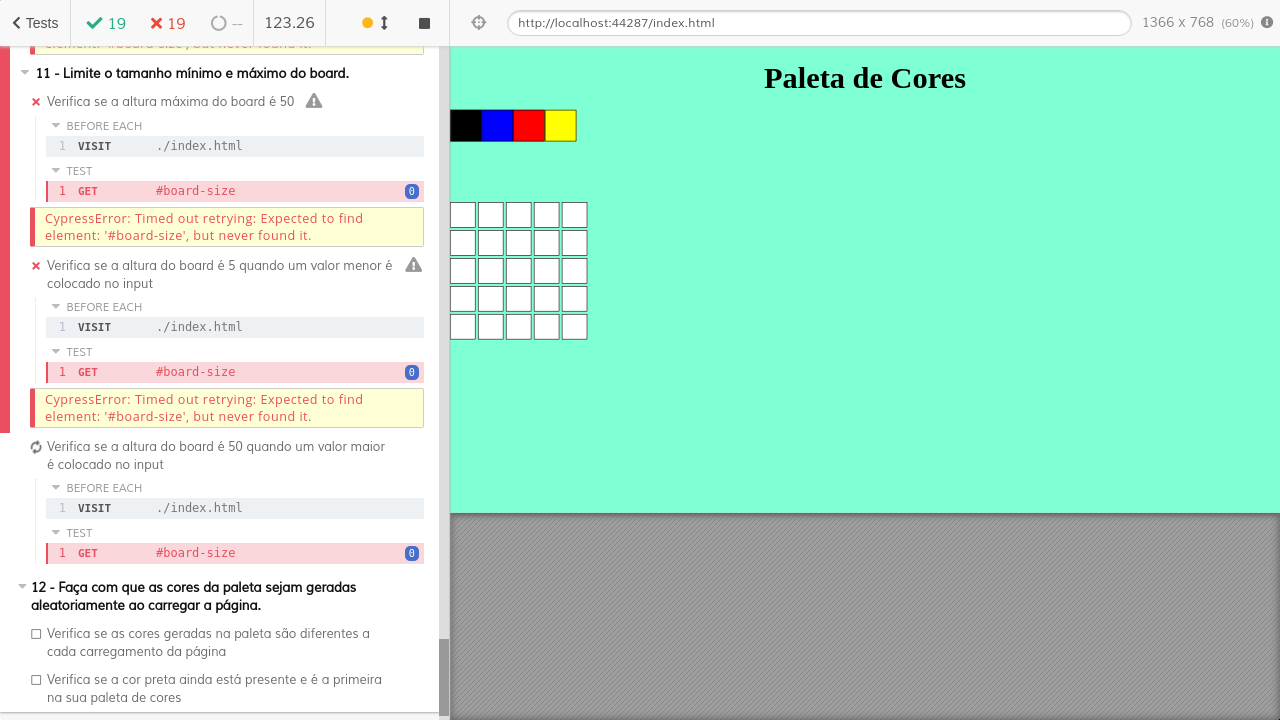 Tests
19
19
--
123.26
http://localhost:44287/index.html
1366 x 768 (60%)
element: '#board-size', but never found it.
11 - Limite o tamanho mínimo e máximo do board.
Verifica se a altura máxima do board é 50
BEFORE EACH
1 VISIT ./index.html
TEST
1 GET #board-size 0
CypressError: Timed out retrying: Expected to find
element: '#board-size', but never found it.
Verifica se a altura do board é 5 quando um valor menor é
colocado no input
BEFORE EACH
1 VISIT ./index.html
TEST
1 GET #board-size 0
CypressError: Timed out retrying: Expected to find
element: '#board-size', but never found it.
Verifica se a altura do board é 50 quando um valor maior
é colocado no input
BEFORE EACH
1 VISIT ./index.html
TEST
1 GET #board-size 0
12 - Faça com que as cores da paleta sejam geradas
aleatoriamente ao carregar a página.
Verifica se as cores geradas na paleta são diferentes a
cada carregamento da página
Verifica se a cor preta ainda está presente e é a primeira
na sua paleta de cores
Paleta de Cores